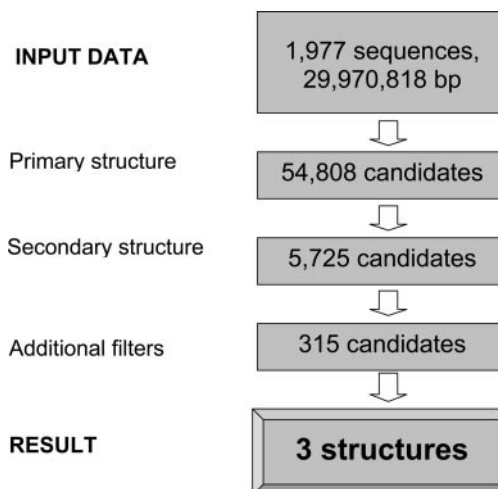 INPUT DATA
1,977 sequences,
29,970,818 bp
Primary structure
54,808 candidates
Secondary structure
5,725 candidates
Additional filters
315 candidates
RESULT
3 structures